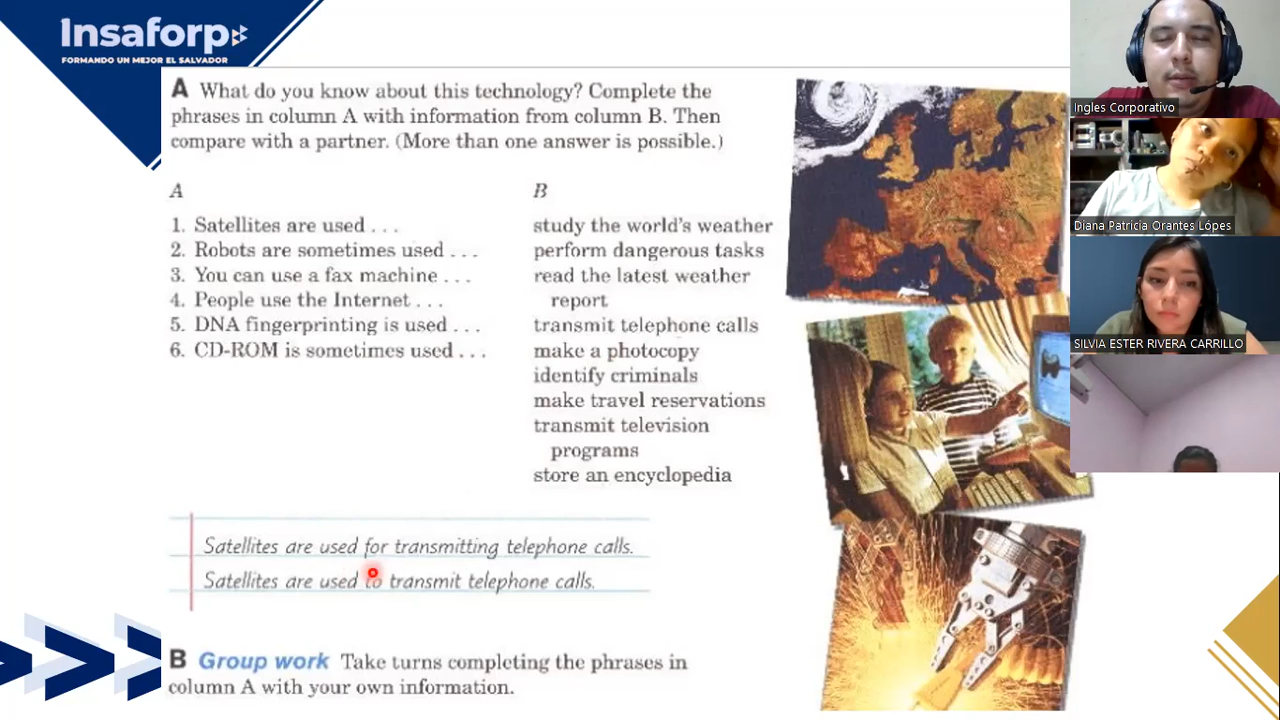 Insaforp
FORMANDO UN MEJOR EL SALVADOR
A What do you know about this technology? Complete the
phrases in column A with information from column B. Then
compare with a partner. (More than one answer is possible.)
A
1. Satellites are used . . .
2. Robots are sometimes used . . .
3. You can use a fax machine . . .
4. People use the Internet . . .
5. DNA fingerprinting is used . . .
6. CD-ROM is sometimes used . . .
B
study the world's weather
perform dangerous tasks
read the latest weather
report
transmit telephone calls
make a photocopy
identify criminals
make travel reservations
transmit television
programs
store an encyclopedia
Satellites are used for transmitting telephone calls.
Satellites are used to transmit telephone calls.
B Group work Take turns completing the phrases in
column A with your own information.
Ingles Corporativo
Diana Patricia Orantes Lópes
SILVIA ESTER RIVERA CARRILLO